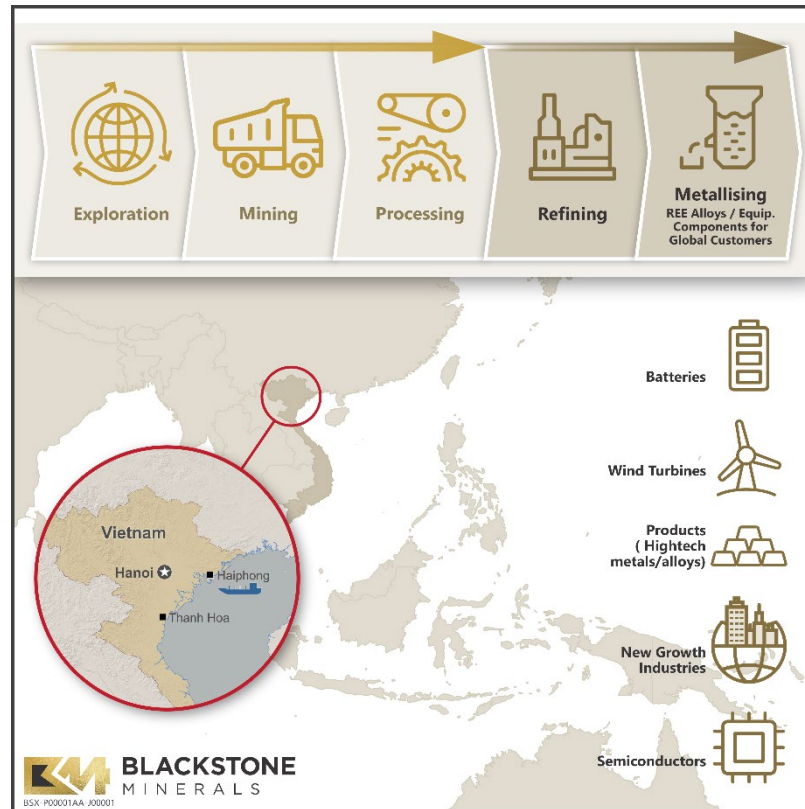 Exploration
Mining
Processing
Refining
Metallising
REE Alloys / Equip.
Components for
Global Customers
Batteries
Wind Turbines
Products
( Hightech
metals/alloys)
New Growth
Industries
Semiconductors
Vietnam
Hanoi
Haiphong
Thanh Hoa
BLACKSTONE
MINERALS
BSX-P00001AA-J00001